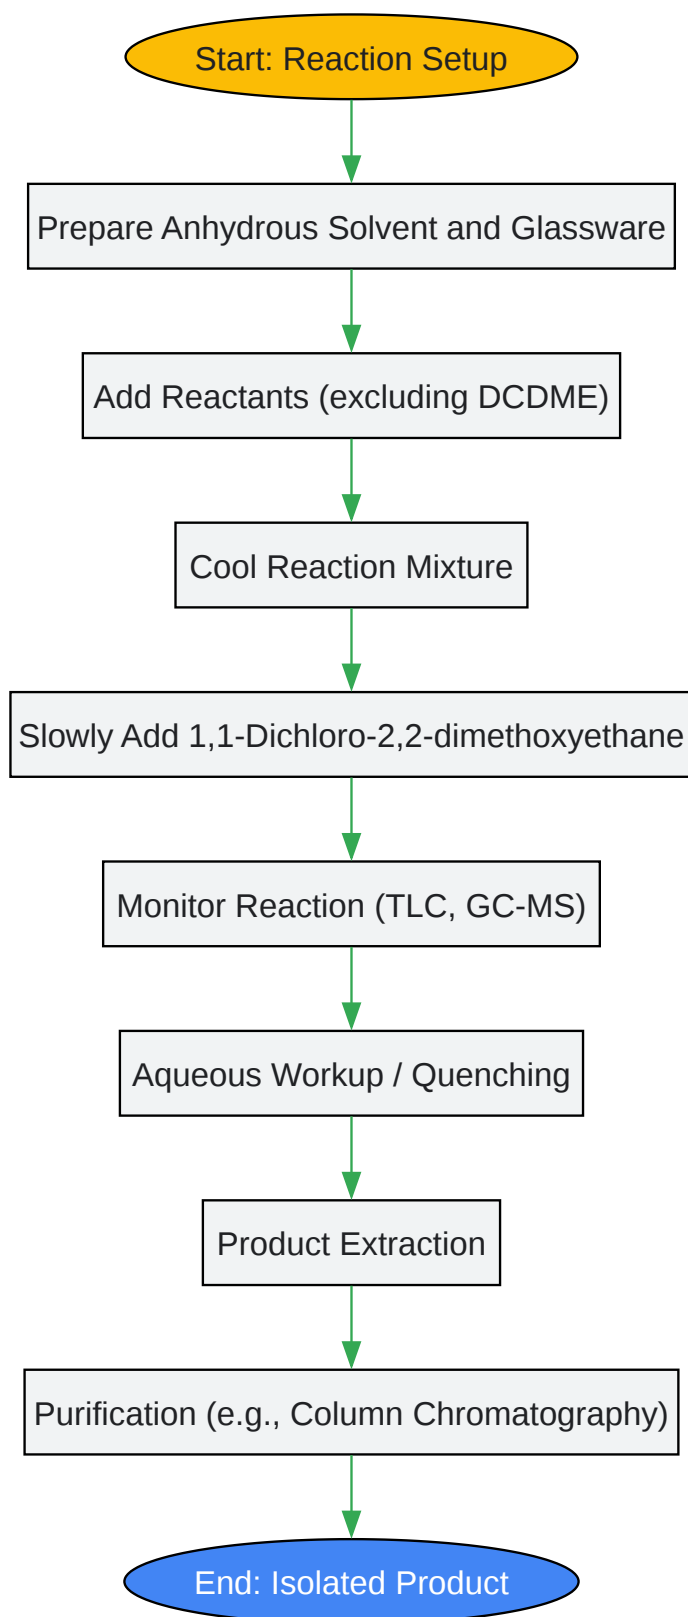 Start: Reaction Setup
Prepare Anhydrous Solvent and Glassware
Add Reactants (excluding DCDME)
Cool Reaction Mixture
Slowly Add 1,1-Dichloro-2,2-dimethoxyethane
Monitor Reaction (TLC, GC-MS)
Aqueous Workup / Quenching
Product Extraction
Purification (e.g., Column Chromatography)
End: Isolated Product